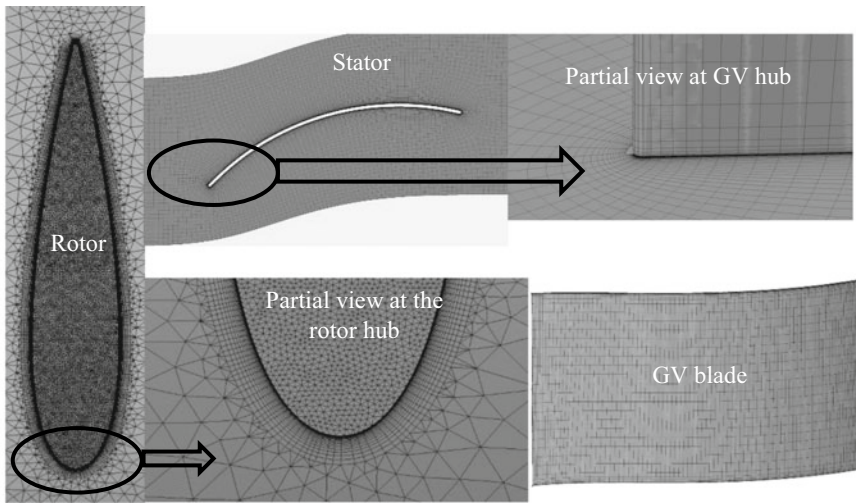 Stator
Partial view at GV hub
Rotor
Partial view at the
rotor hub
GV blade